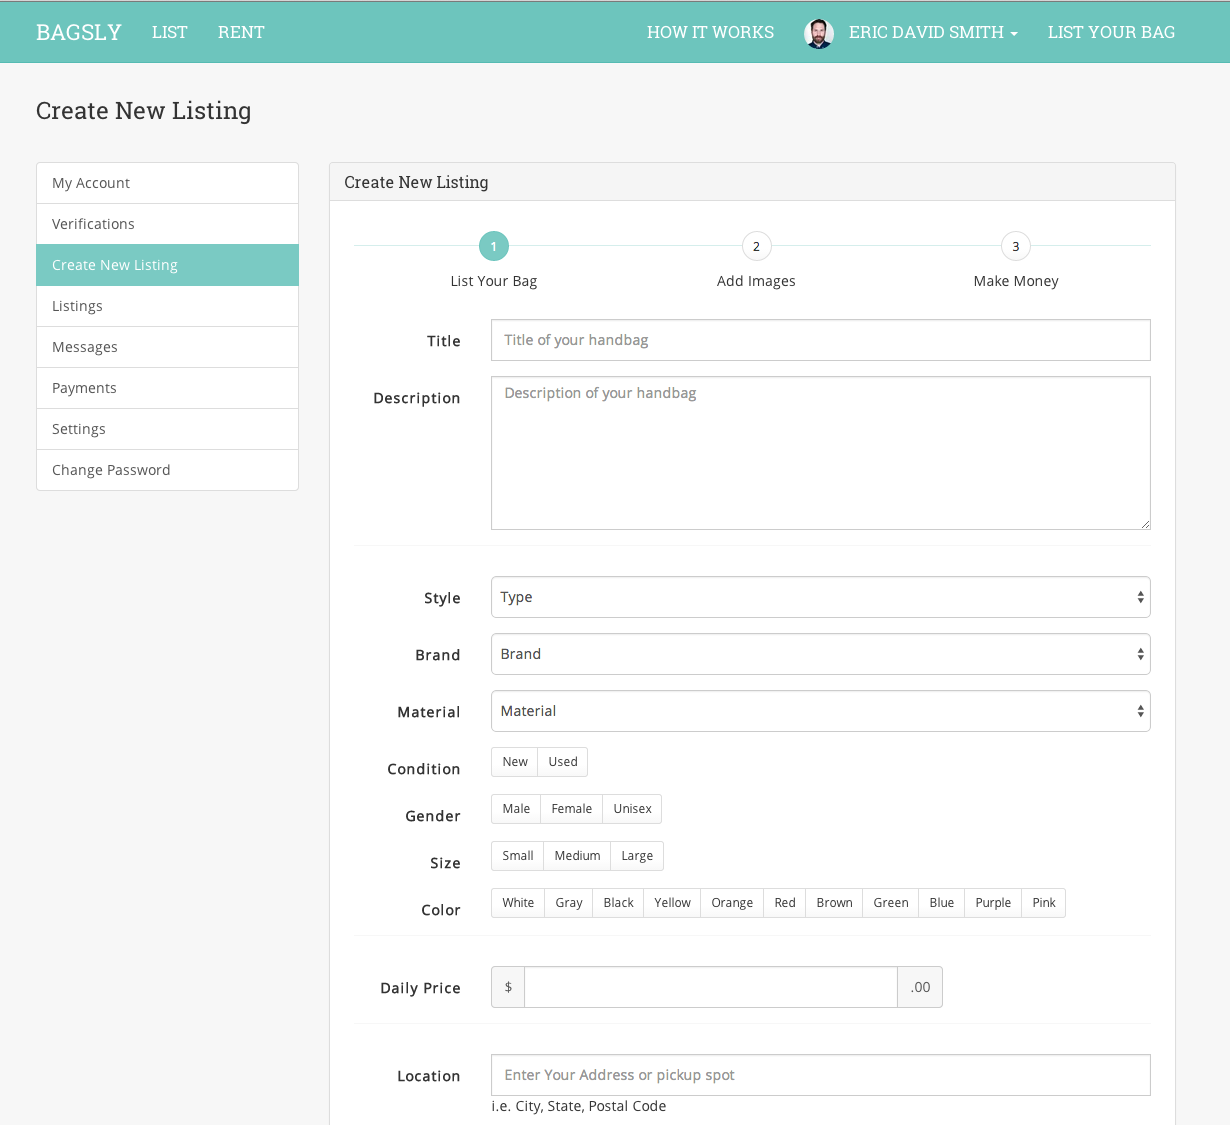 BAGSLY LIST RENT HOW IT WORKS ERIC DAVID SMITH LIST YOUR BAG
Create New Listing
My Account
Verifications
Create New Listing
Listings
Messages
Payments
Settings
Change Password
Create New Listing
1 2 3
List Your Bag Add Images Make Money
Title Title of your handbag
Description Description of your handbag
Style Type
Brand Brand
Material Material
Condition New Used
Gender Male Female Unisex
Size Small Medium Large
Color White Gray Black Yellow Orange Red Brown Green Blue Purple Pink
Daily Price $ .00
Location Enter Your Address or pickup spot
i.e. City, State, Postal Code